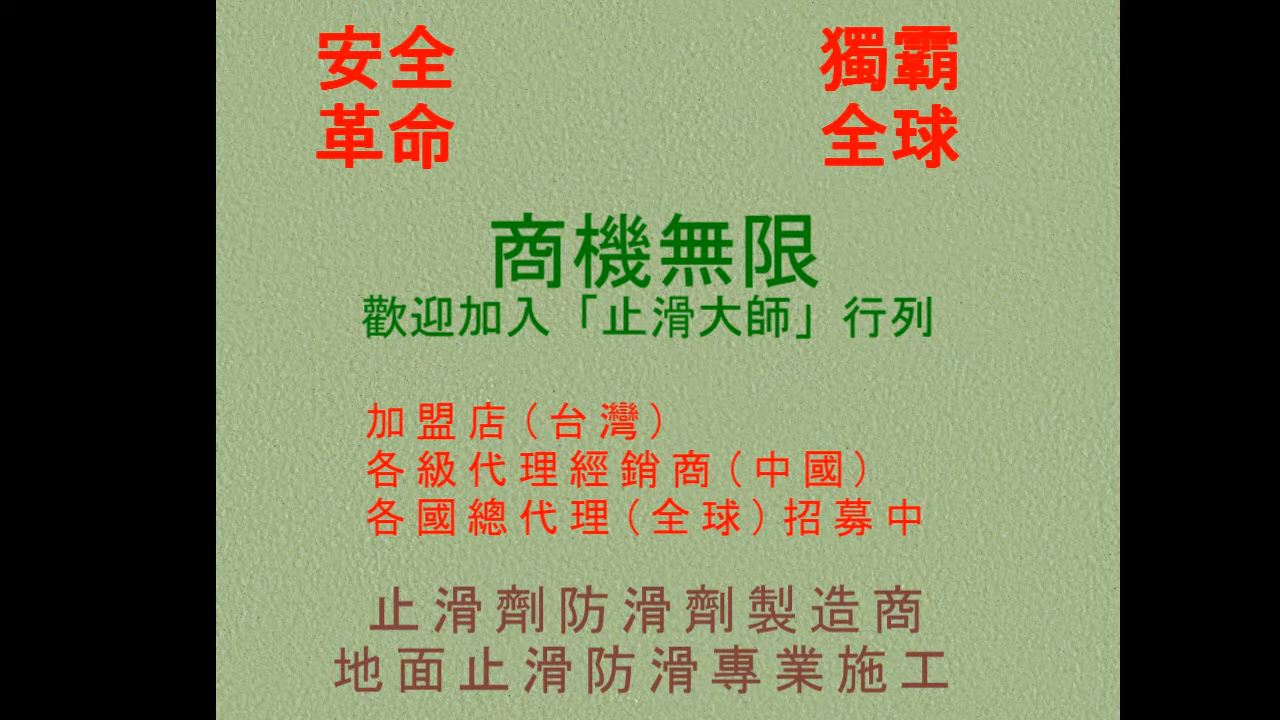 安全
革命
獨霸
全球
商機無限
歡迎加入「止滑大師」行列
加盟店(台灣)
各級代理經銷商(中國)
各國總代理(全球)招募中
止滑劑防滑劑製造商
地面止滑防滑專業施工